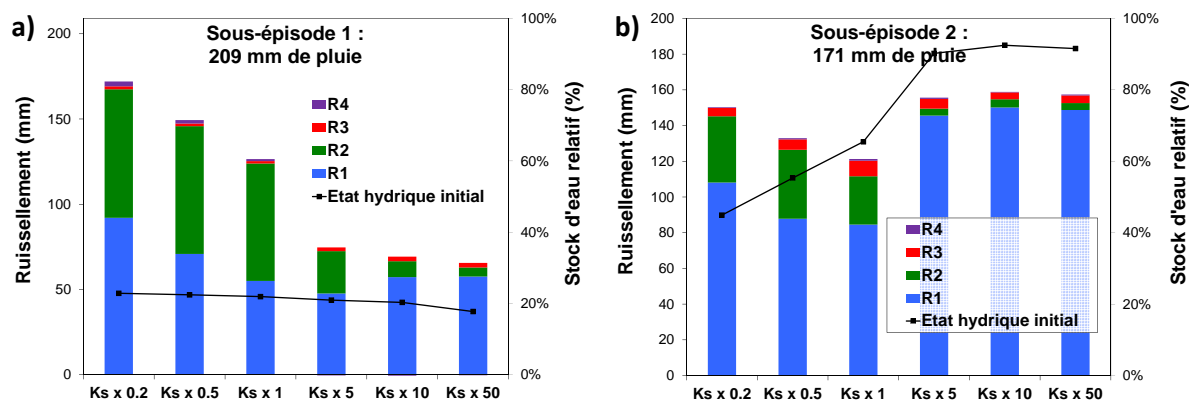 a)
Sous-épisode 1 :
209 mm de pluie
Ruissellement (mm)
200
150
100
50
0
100%
80%
60%
40%
20%
0%
Stock d'eau relatif (%)
R4
R3
R2
R1
Etat hydrique initial
Ks x 0.2 Ks x 0.5 Ks x 1 Ks x 5 Ks x 10 Ks x 50
b)
Sous-épisode 2 :
171 mm de pluie
Ruissellement (mm)
200
180
160
140
120
100
80
60
40
20
0
100%
80%
60%
40%
20%
0%
Stock d'eau relatif (%)
R4
R3
R2
R1
Etat hydrique initial
Ks x 0.2 Ks x 0.5 Ks x 1 Ks x 5 Ks x 10 Ks x 50